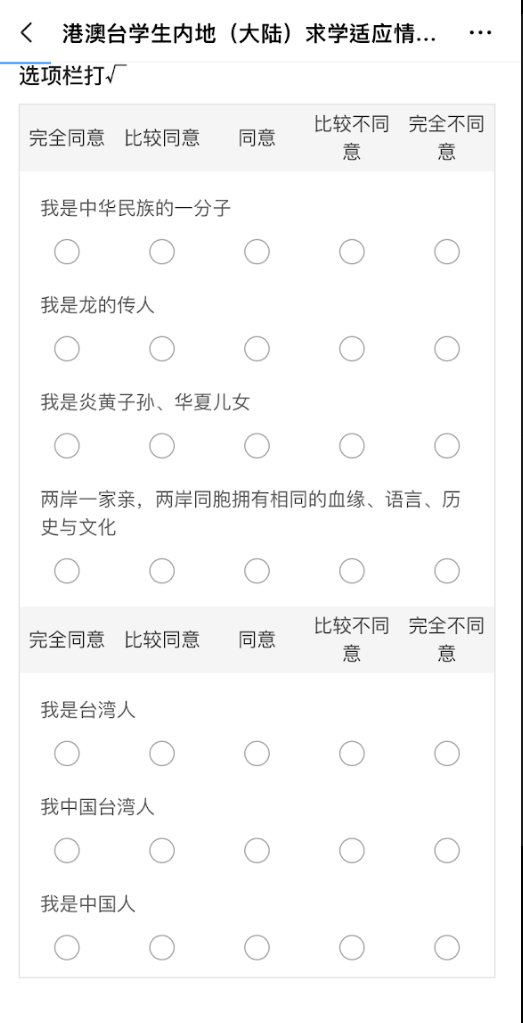 港澳台学生内地（大陆）求学适应情...
选项栏打√
完全同意 比较同意 同意 比较不同意 完全不同意
我是中华民族的一分子
我是龙的传人
我是炎黄子孙、华夏儿女
两岸一家亲，两岸同胞拥有相同的血缘、语言、历
史与文化
完全同意 比较同意 同意 比较不同意 完全不同意
我是台湾人
我中国台湾人
我是中国人